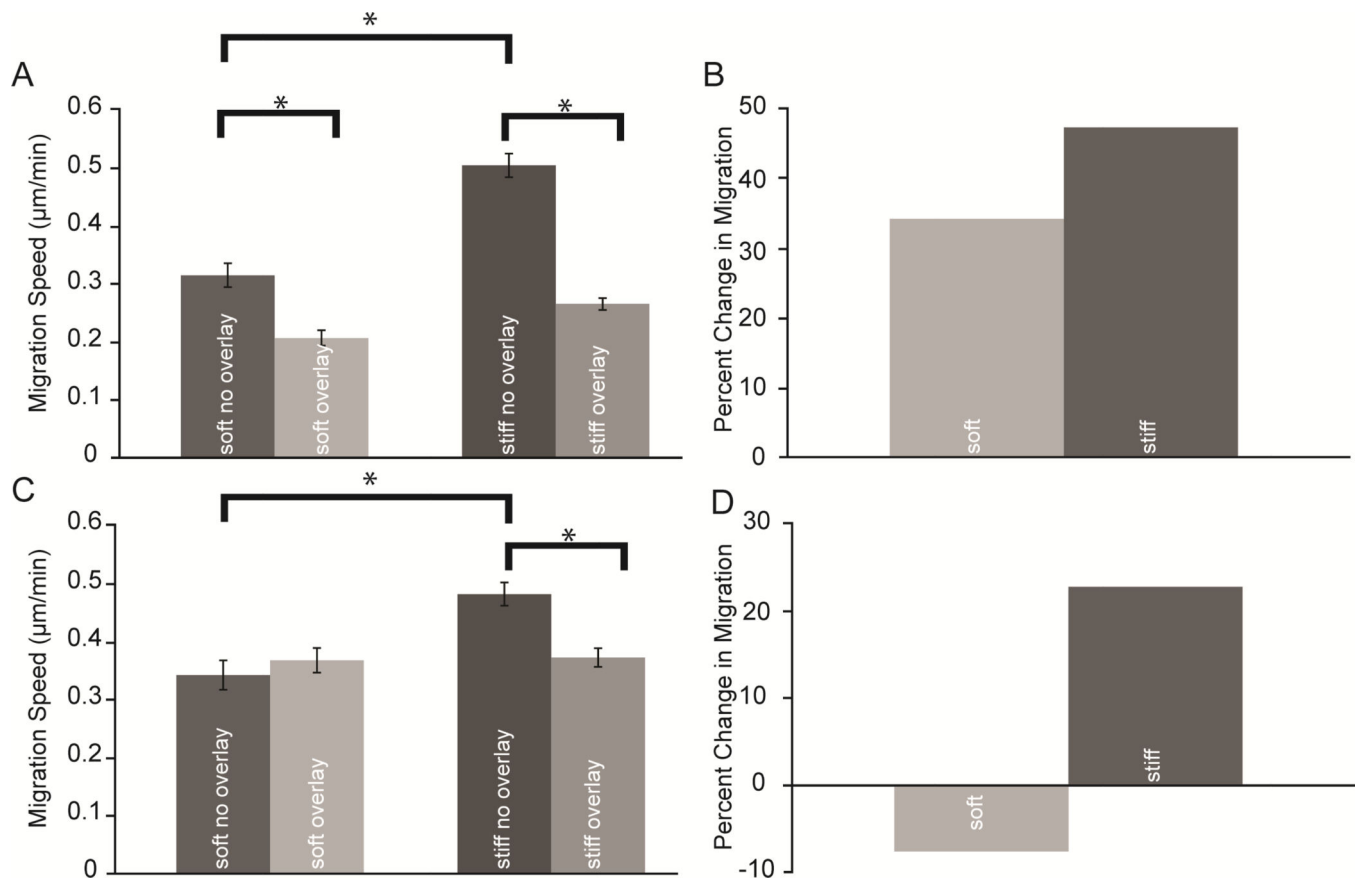 *
A
B
Migration Speed (µm/min)
0.6
0.5
0.4
0.3
0.2
0.1
0
*
*
soft no overlay
soft overlay
stiff no overlay
stiff overlay
Percent Change in Migration
50
40
30
20
10
0
soft
stiff
C
D
Migration Speed (µm/min)
0.6
0.5
0.4
0.3
0.2
0.1
0
*
*
soft no overlay
soft overlay
stiff no overlay
stiff overlay
Percent Change in Migration
30
20
10
0
-10
soft
stiff